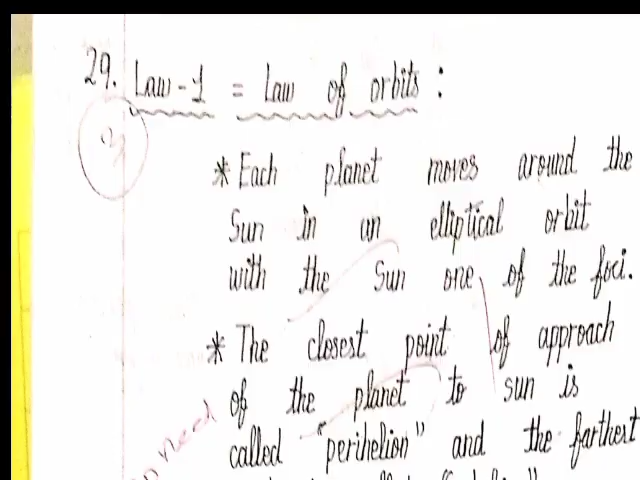 29. Law-1 = Law of orbits :
* Each planet moves around the
Sun in an elliptical orbit
with the Sun one of the foci.
* The closest point of approach
of the planet to sun is
called "perihelion" and the farthest